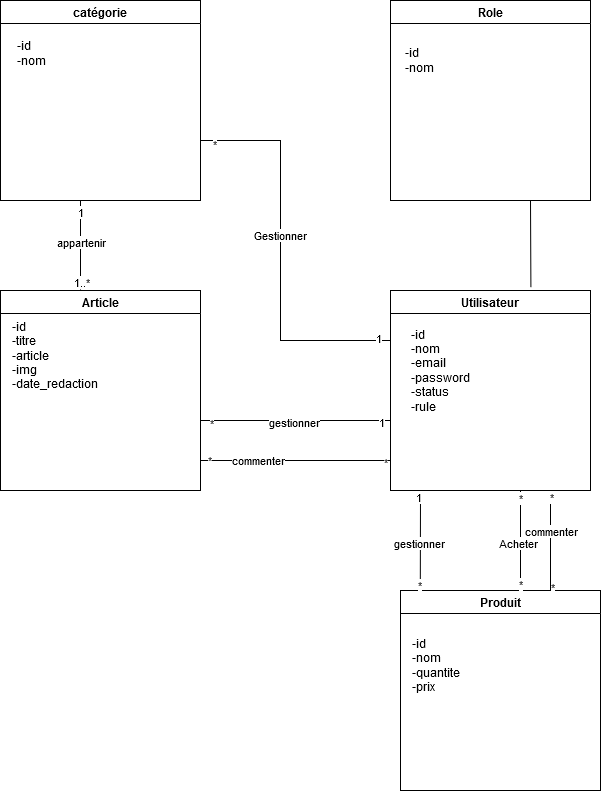 catégorie
-id
-nom
Role
-id
-nom
*
Gestionner
1
1
appartenir
1..*
Article
-id
-titre
-article
-img
-date_redaction
Utilisateur
-id
-nom
-email
-password
-status
-rule
* gestionner 1
* commenter *
1
gestionner
*
*
Acheter
*
*
commenter
*
Produit
-id
-nom
-quantite
-prix